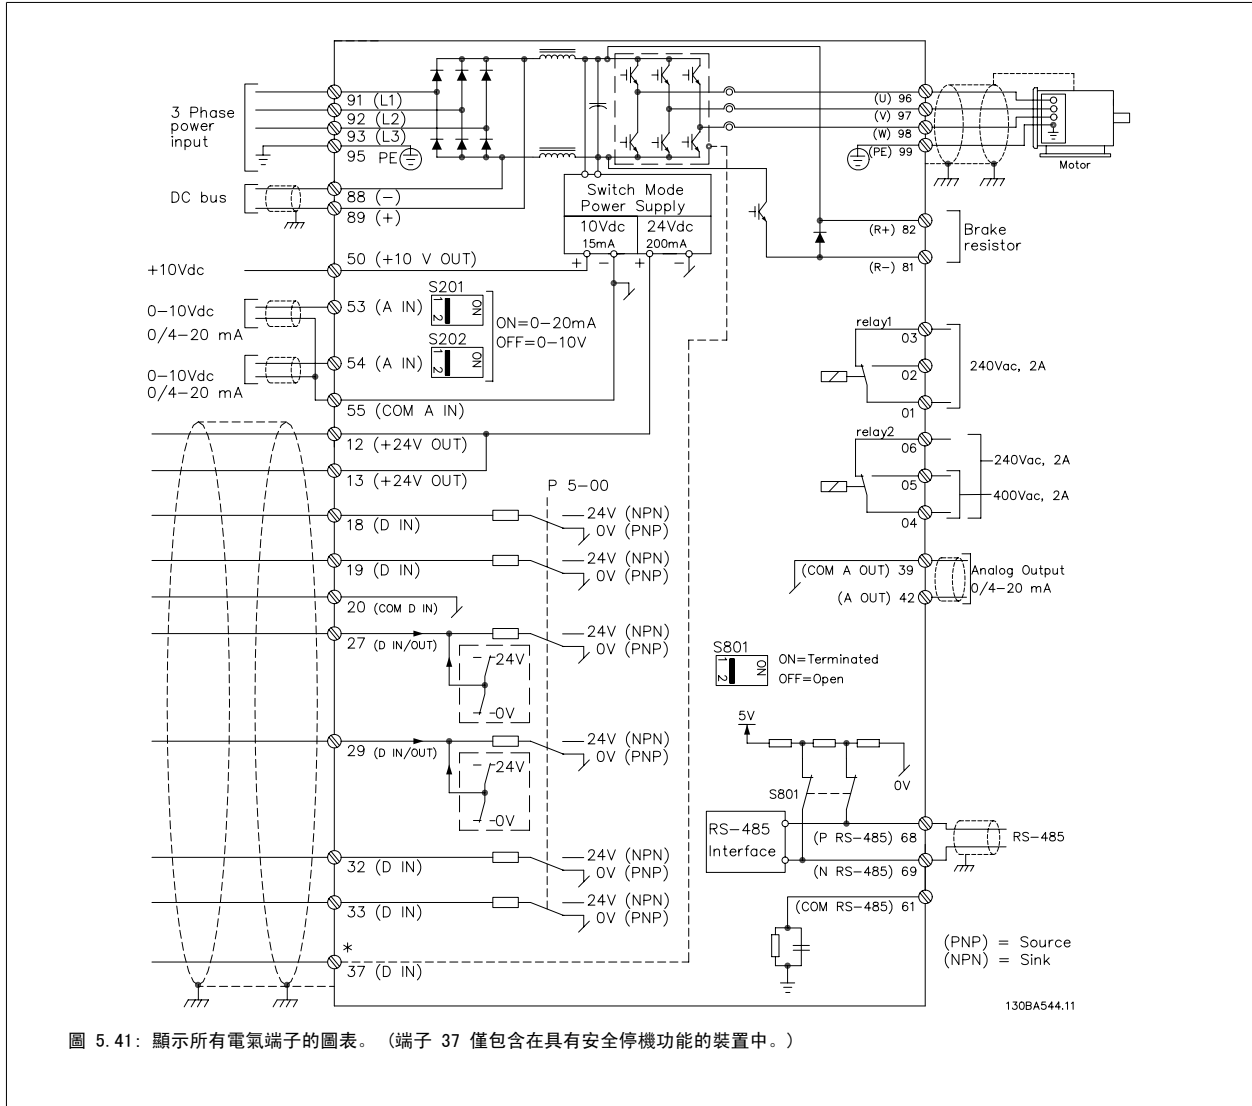 3 Phase
power
input
91 (L1)
92 (L2)
93 (L3)
95 PE
DC bus
88 (-)
89 (+)
+10Vdc
50 (+10 V OUT)
0-10Vdc
0/4-20 mA
53 (A IN)
S201
1 2
ON
S202
1 2
ON
ON=0-20mA
OFF=0-10V
0-10Vdc
0/4-20 mA
54 (A IN)
55 (COM A IN)
12 (+24V OUT)
13 (+24V OUT)
P 5-00
18 (D IN)
24V (NPN)
0V (PNP)
19 (D IN)
24V (NPN)
0V (PNP)
20 (COM D IN)
27 (D IN/OUT)
24V (NPN)
0V (PNP)
24V
0V
29 (D IN/OUT)
24V (NPN)
0V (PNP)
24V
0V
32 (D IN)
24V (NPN)
0V (PNP)
33 (D IN)
24V (NPN)
0V (PNP)
*
37 (D IN)
Switch Mode
Power Supply
10Vdc
15mA
24Vdc
200mA
+ - + -
(U) 96
(V) 97
(W) 98
(PE) 99
Motor
(R+) 82
(R-) 81
Brake
resistor
relay1
03
02
01
240Vac, 2A
relay2
06
05
04
240Vac, 2A
400Vac, 2A
(COM A OUT) 39
(A OUT) 42
Analog Output
0/4-20 mA
S801
1 2
ON
ON=Terminated
OFF=Open
5V
S801
0V
RS-485
Interface
(P RS-485) 68
(N RS-485) 69
(COM RS-485) 61
RS-485
(PNP) = Source
(NPN) = Sink
130BA544.11
圖 5.41: 顯示所有電氣端子的圖表。 (端子 37 僅包含在具有安全停機功能的裝置中。)